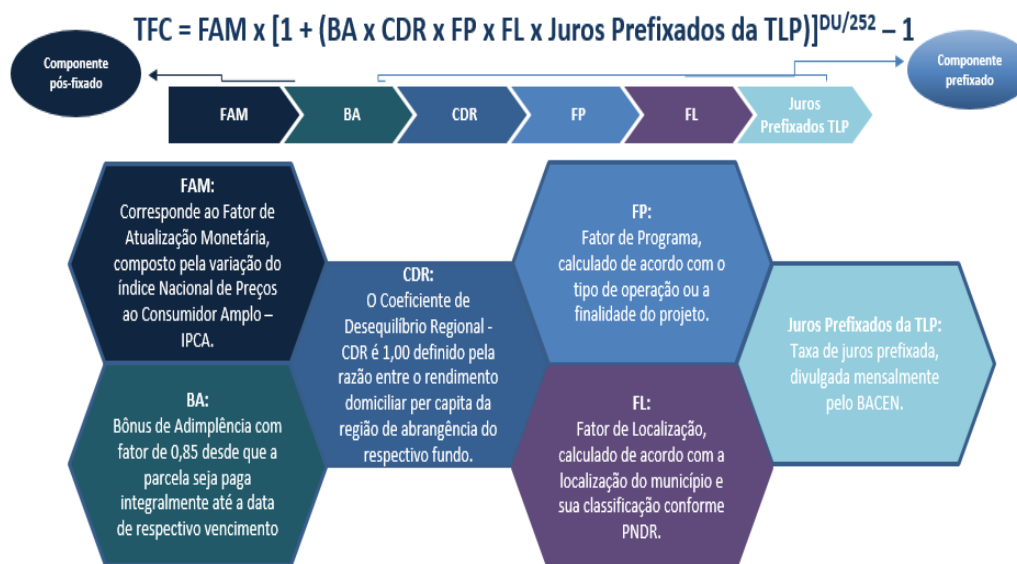 TFC = FAM x [1 + (BA x CDR x FP x FL x Juros Prefixados da TLP)]^DU/252 – 1
Componente
pós-fixado
Componente
prefixado
FAM
BA
CDR
FP
FL
Juros
Prefixados TLP
FAM:
Corresponde ao Fator de
Atualização Monetária,
composto pela variação do
índice Nacional de Preços
ao Consumidor Amplo –
IPCA.
BA:
Bônus de Adimplência com
fator de 0,85 desde que a
parcela seja paga
integralmente até a data
de respectivo vencimento
CDR:
O Coeficiente de
Desequilíbrio Regional -
CDR é 1,00 definido pela
razão entre o rendimento
domiciliar per capita da
região de abrangência do
respectivo fundo.
FP:
Fator de Programa,
calculado de acordo com o
tipo de operação ou a
finalidade do projeto.
FL:
Fator de Localização,
calculado de acordo com a
localização do município e
sua classificação conforme
PNDR.
Juros Prefixados da TLP:
Taxa de juros prefixada,
divulgada mensalmente
pelo BACEN.